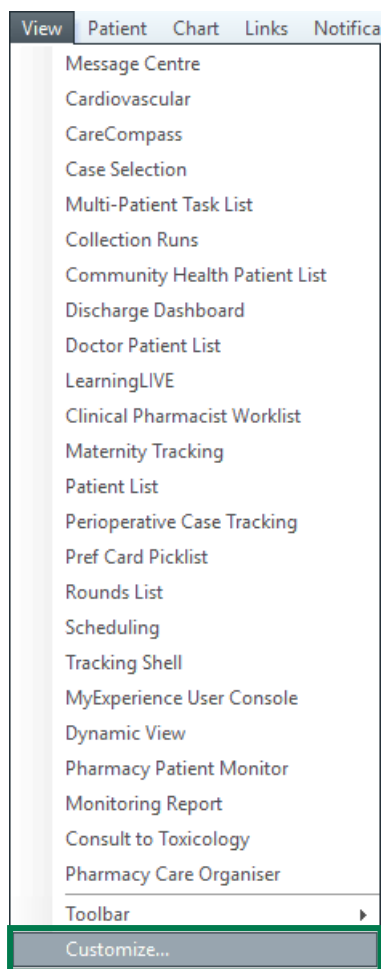 View Patient Chart Links Notifica
Message Centre
Cardiovascular
CareCompass
Case Selection
Multi-Patient Task List
Collection Runs
Community Health Patient List
Discharge Dashboard
Doctor Patient List
LearningLIVE
Clinical Pharmacist Worklist
Maternity Tracking
Patient List
Perioperative Case Tracking
Pref Card Picklist
Rounds List
Scheduling
Tracking Shell
MyExperience User Console
Dynamic View
Pharmacy Patient Monitor
Monitoring Report
Consult to Toxicology
Pharmacy Care Organiser
Toolbar
Customize...